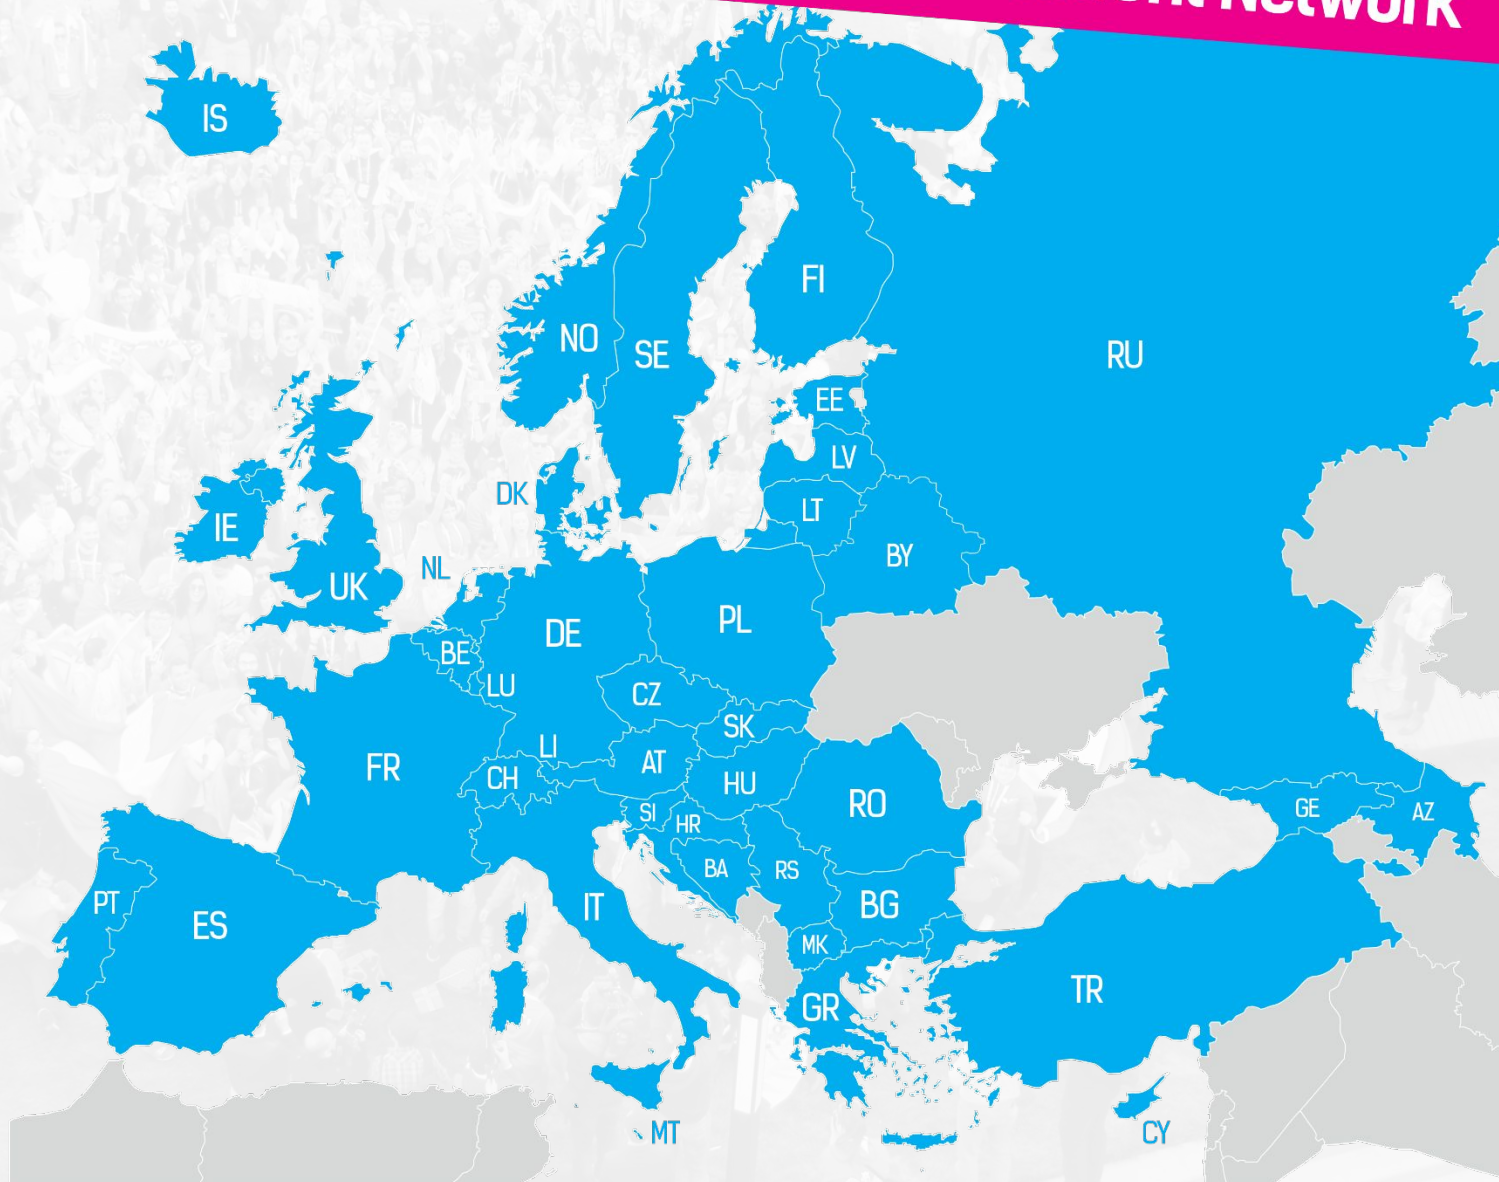 Network
IS
FI
NO
SE
RU
EE
LV
DK
LT
IE
BY
NL
UK
PL
DE
BE
LU
CZ
SK
LI
AT
FR
CH
HU
RO
SI
GE
AZ
HR
BA
RS
PT
IT
BG
ES
MK
TR
GR
MT
CY